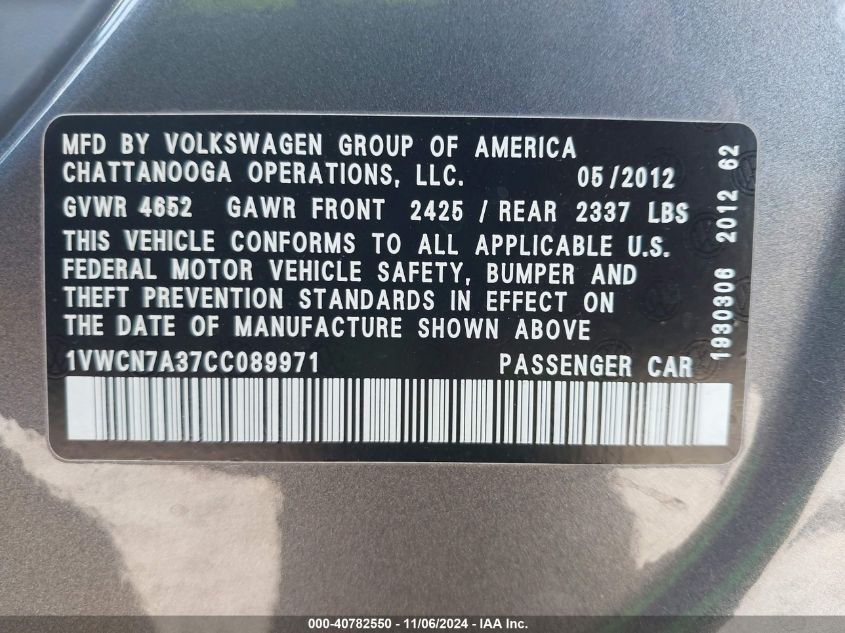 MFD BY VOLKSWAGEN GROUP OF AMERICA
CHATTANOOGA OPERATIONS, LLC. 05/2012
GVWR 4652 GAWR FRONT 2425 / REAR 2337 LBS
THIS VEHICLE CONFORMS TO ALL APPLICABLE U.S.
FEDERAL MOTOR VEHICLE SAFETY, BUMPER AND
THEFT PREVENTION STANDARDS IN EFFECT ON
THE DATE OF MANUFACTURE SHOWN ABOVE
1VWCN7A37CC089971 PASSENGER CAR
1930306 2012 62
000-40782550 - 11/06/2024 - IAA Inc.